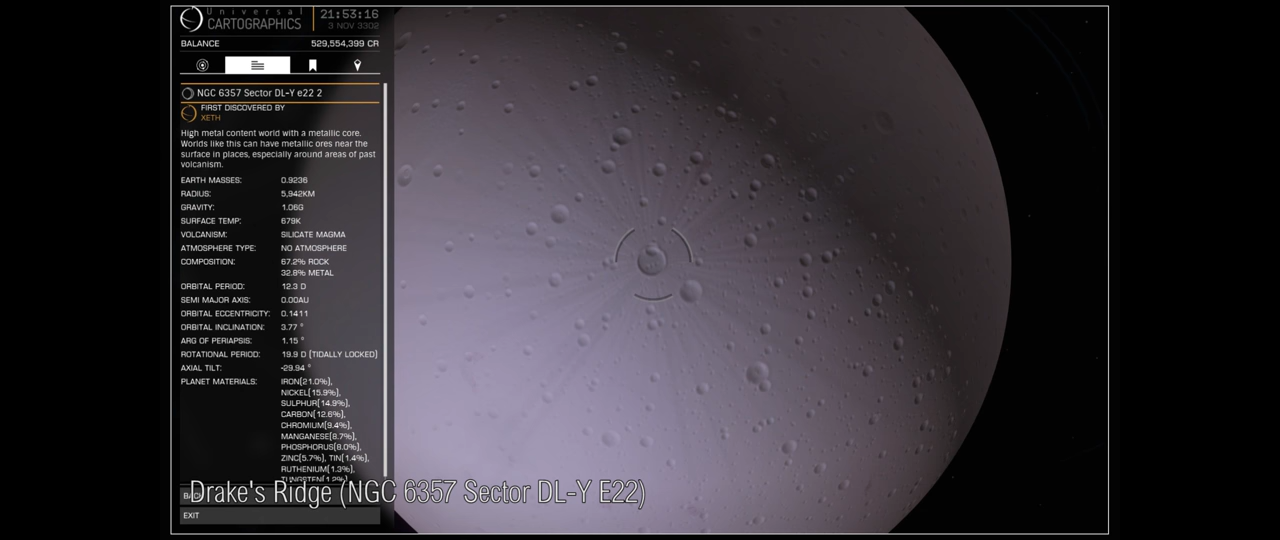 Universal
CARTOGRAPHICS
21:53:16
3 NOV 3302
BALANCE 529,554,399 CR
NGC 6357 Sector DL-Y e22 2
FIRST DISCOVERED BY
XETH
High metal content world with a metallic core.
Worlds like this can have metallic ores near the
surface in places, especially around areas of past
volcanism.
EARTH MASSES: 0.9236
RADIUS: 5,942KM
GRAVITY: 1.06G
SURFACE TEMP: 679K
VOLCANISM: SILICATE MAGMA
ATMOSPHERE TYPE: NO ATMOSPHERE
COMPOSITION: 67.2% ROCK
32.8% METAL
ORBITAL PERIOD: 12.3 D
SEMI MAJOR AXIS: 0.00AU
ORBITAL ECCENTRICITY: 0.1411
ORBITAL INCLINATION: 3.77 °
ARG OF PERIAPSIS: 1.15 °
ROTATIONAL PERIOD: 19.9 D (TIDALLY LOCKED)
AXIAL TILT: -29.94 °
PLANET MATERIALS: IRON(21.0%),
NICKEL(15.9%),
SULPHUR(14.9%),
CARBON(12.6%),
CHROMIUM(9.4%),
MANGANESE(8.7%),
PHOSPHORUS(8.0%),
ZINC(5.7%), TIN(1.4%),
RUTHENIUM(1.3%),
TUNGSTEN(1.2%)
Drake's Ridge (NGC 6357 Sector DL-Y E22)
EXIT